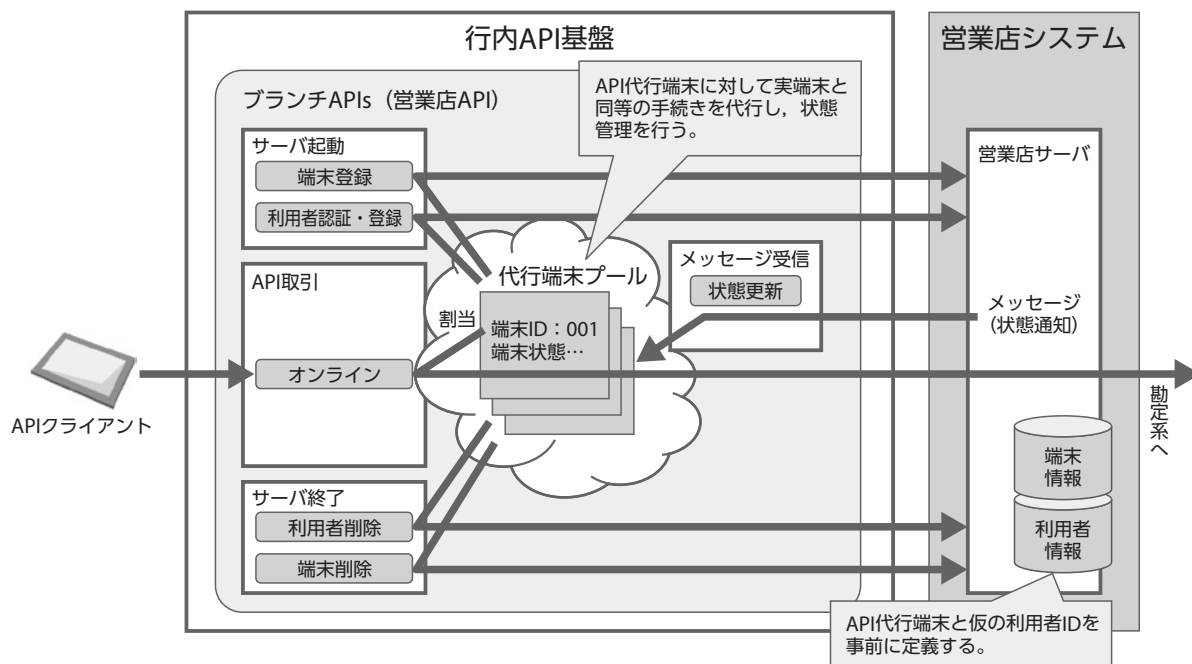 行内API基盤
営業店システム
ブランチAPIs（営業店API）
API代行端末に対して実端末と
同等の手続きを代行し，状態
管理を行う。
サーバ起動
端末登録
利用者認証・登録
営業店サーバ
代行端末プール
メッセージ受信
状態更新
API取引
割当
端末ID：001
端末状態…
メッセージ
（状態通知）
オンライン
APIクライアント
勘定系へ
端末
情報
利用者
情報
サーバ終了
利用者削除
端末削除
API代行端末と仮の利用者IDを
事前に定義する。